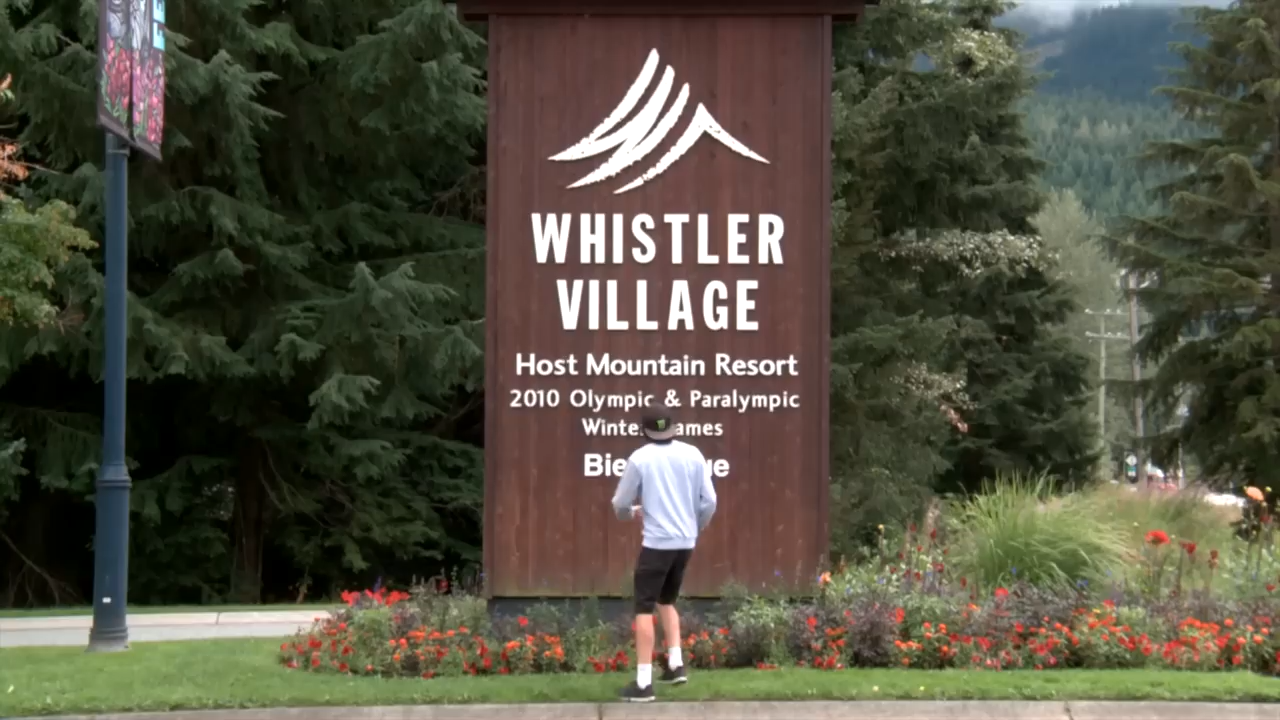 WHISTLER
VILLAGE
Host Mountain Resort
2010 Olympic & Paralympic